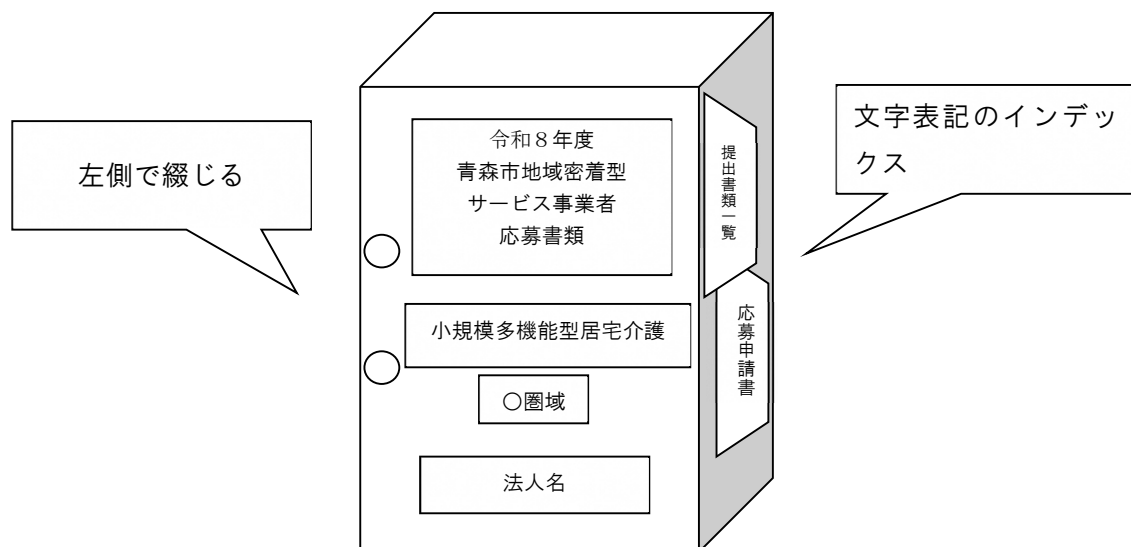 左側で綴じる
令和８年度
青森市地域密着型
サービス事業者
応募書類
小規模多機能型居宅介護
〇圏域
法人名
提出書類一覧
応募申請書
文字表記のインデッ
クス